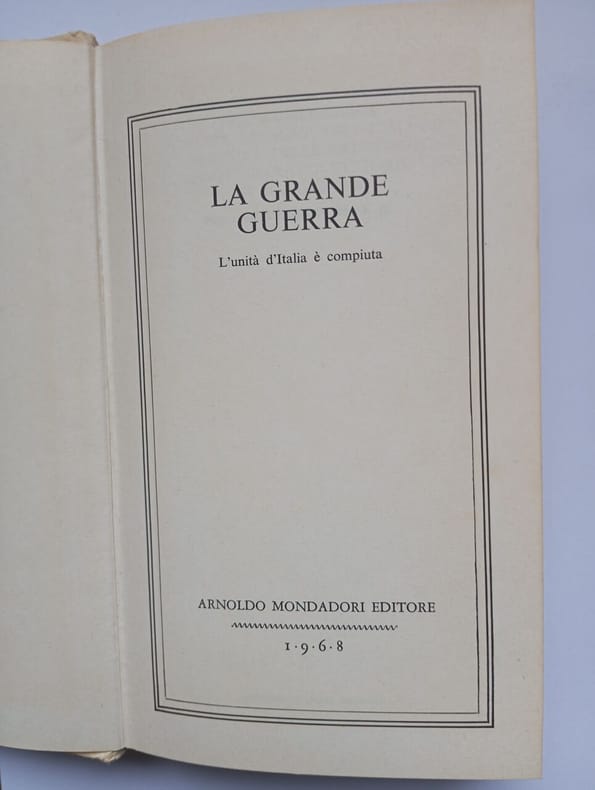 LA GRANDE
GUERRA
L'unità d'Italia è compiuta
ARNOLDO MONDADORI EDITORE
1·9·6·8